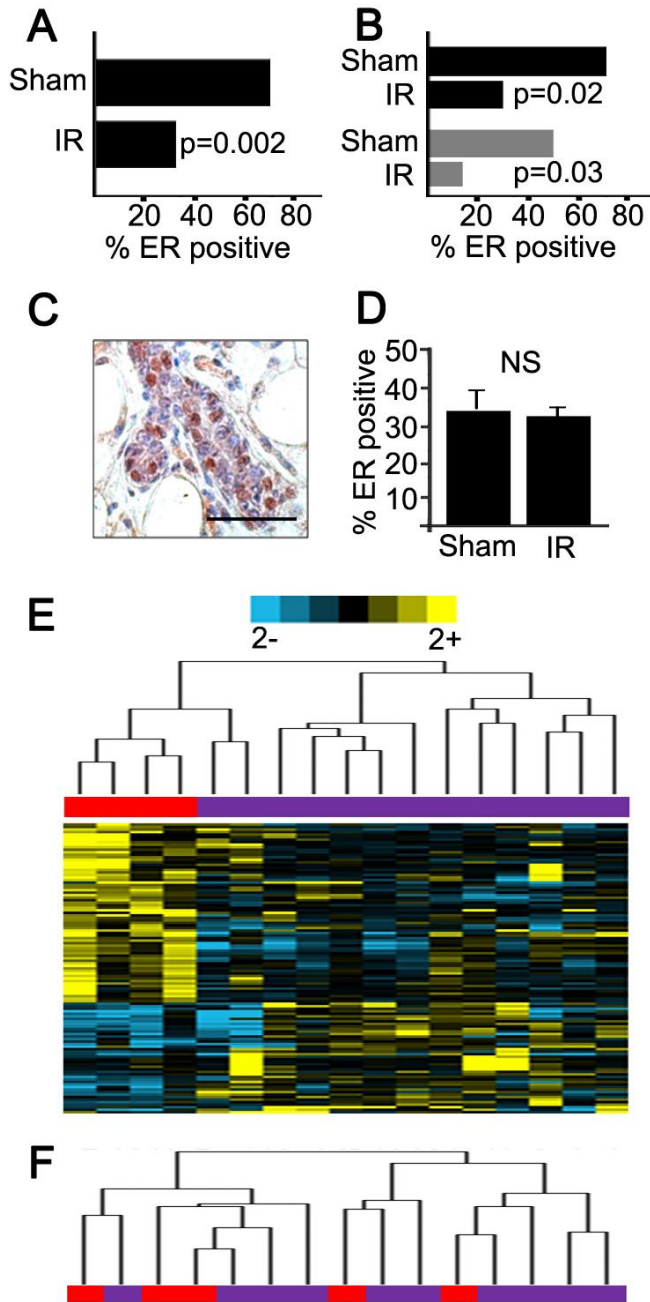 A
Sham
IR
p=0.002
20 40 60 80
% ER positive
B
Sham
IR
p=0.02
Sham
IR
p=0.03
20 40 60 80
% ER positive
C
D
% ER positive
50
40
30
20
10
NS
Sham IR
E
2- 2+
F